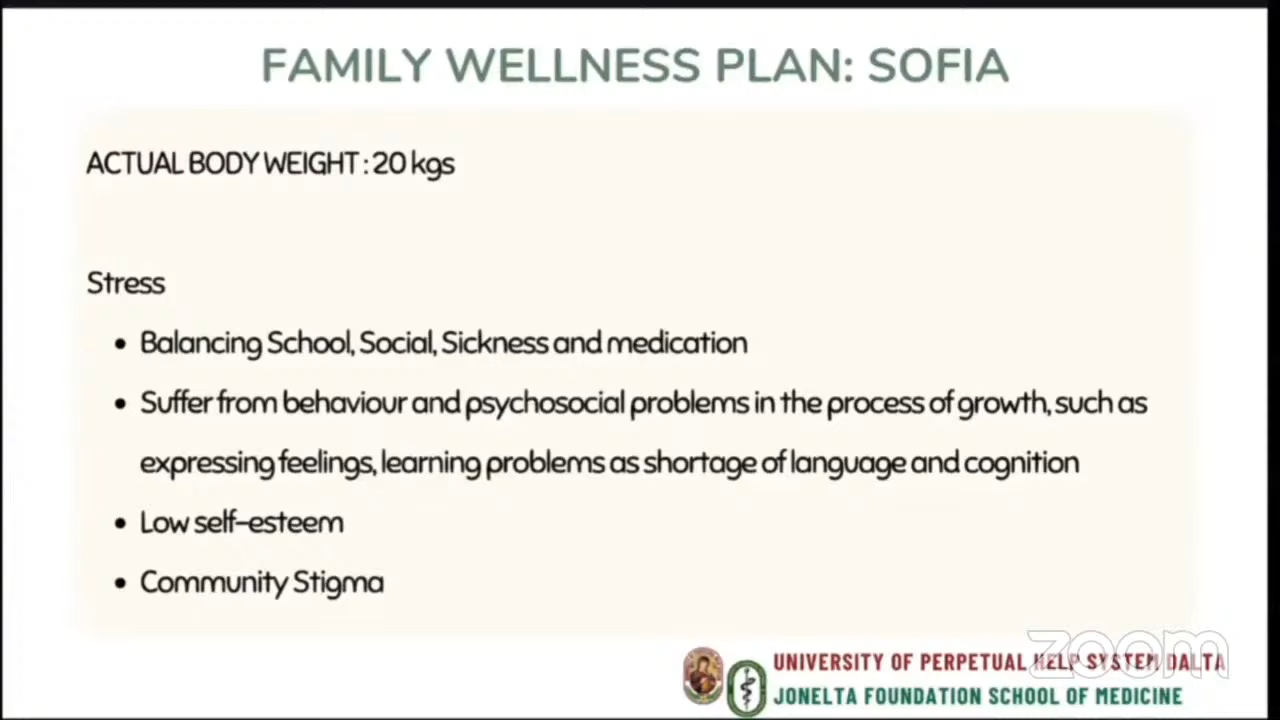 FAMILY WELLNESS PLAN: SOFIA
ACTUAL BODY WEIGHT : 20 kgs
Stress
• Balancing School, Social, Sickness and medication
• Suffer from behaviour and psychosocial problems in the process of growth, such as
expressing feelings, learning problems as shortage of language and cognition
• Low self-esteem
• Community Stigma
zoom
UNIVERSITY OF PERPETUAL HELP SYSTEM DALTA
JONELTA FOUNDATION SCHOOL OF MEDICINE